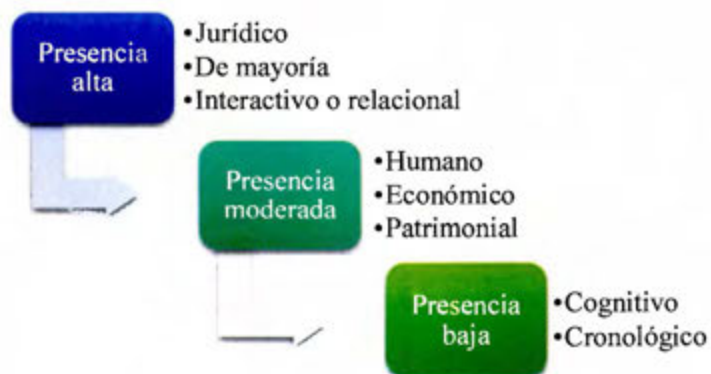 Presencia
alta
•Jurídico
•De mayoría
•Interactivo o relacional
Presencia
moderada
•Humano
•Económico
•Patrimonial
Presencia
baja
•Cognitivo
•Cronológico